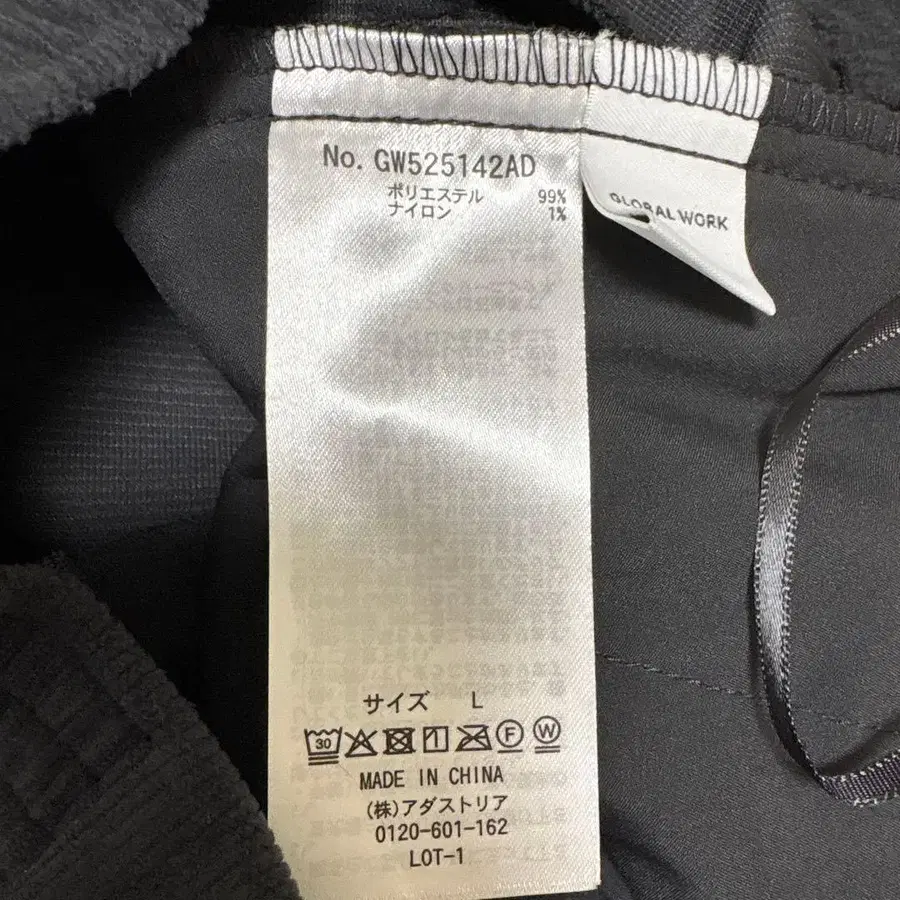 No. GW525142AD
ポリエステル 99%
ナイロン 1%
GLOBAL WORK
サイズ L
30 F W
MADE IN CHINA
(株)アダストリア
0120-601-162
LOT-1